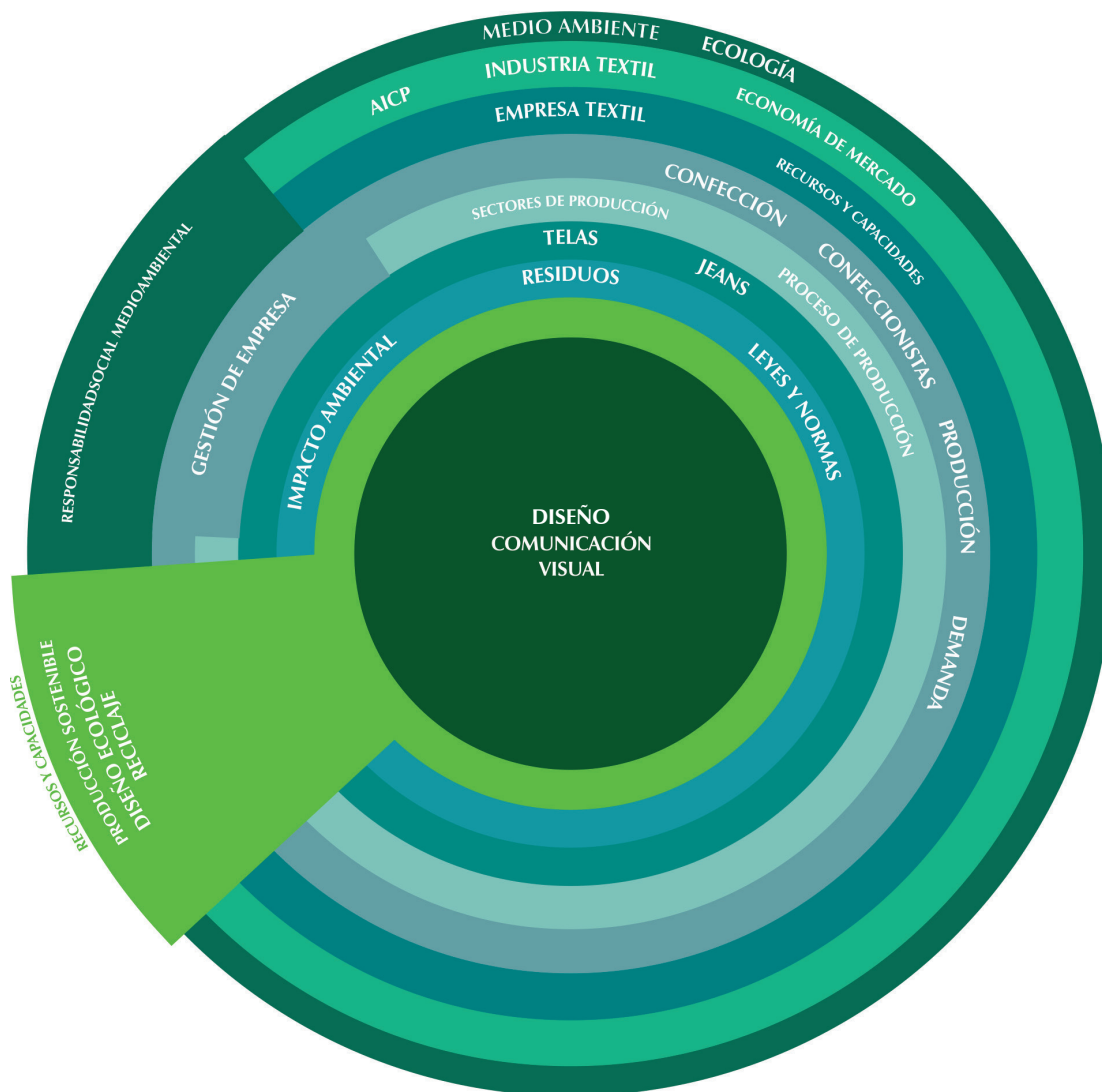 MEDIO AMBIENTE
ECOLOGÍA
AICP
INDUSTRIA TEXTIL
ECONOMÍA DE MERCADO
EMPRESA TEXTIL
RECURSOS Y CAPACIDADES
CONFECCIÓN
CONFECCIONISTAS
PRODUCCIÓN
DEMANDA
SECTORES DE PRODUCCIÓN
PROCESO DE PRODUCCIÓN
TELAS
JEANS
RESIDUOS
LEYES Y NORMAS
IMPACTO AMBIENTAL
GESTIÓN DE EMPRESA
RESPONSABILIDADSOCIAL MEDIOAMBIENTAL
DISEÑO
COMUNICACIÓN
VISUAL
RECURSOS Y CAPACIDADES
PRODUCCIÓN SOSTENIBLE
DISEÑO ECOLÓGICO
RECICLAJE